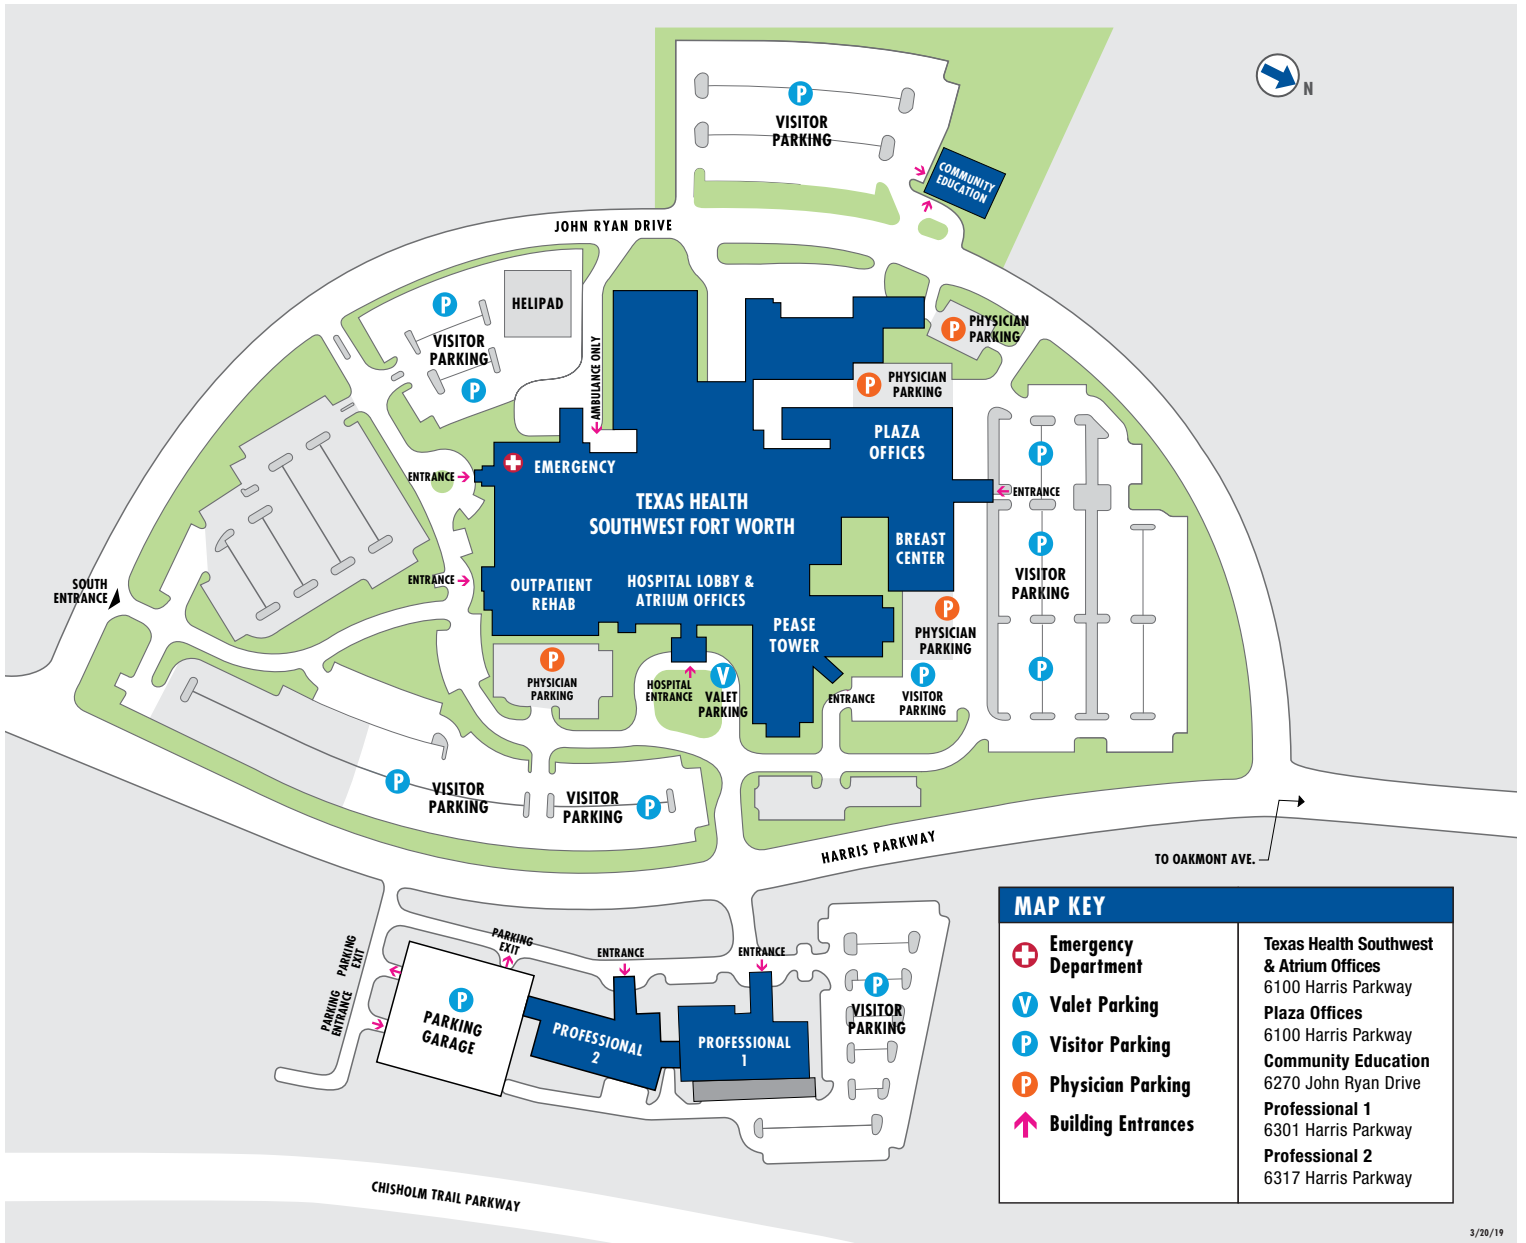 N
P
VISITOR
PARKING
COMMUNITY
EDUCATION
JOHN RYAN DRIVE
HELIPAD
P
VISITOR
PARKING
P
AMBULANCE ONLY
P
PHYSICIAN
PARKING
P
PHYSICIAN
PARKING
PLAZA
OFFICES
P
ENTRANCE
EMERGENCY
ENTRANCE
TEXAS HEALTH
SOUTHWEST FORT WORTH
BREAST
CENTER
P
VISITOR
PARKING
P
ENTRANCE
OUTPATIENT
REHAB
HOSPITAL LOBBY &
ATRIUM OFFICES
SOUTH
ENTRANCE
PEASE
TOWER
P
PHYSICIAN
PARKING
P
PHYSICIAN
PARKING
HOSPITAL
ENTRANCE
V
VALET
PARKING
ENTRANCE
P
VISITOR
PARKING
P
VISITOR
PARKING
VISITOR
PARKING
P
HARRIS PARKWAY
TO OAKMONT AVE.
PARKING
EXIT
PARKING
ENTRANCE
PARKING
EXIT
ENTRANCE
ENTRANCE
P
PARKING
GARAGE
PROFESSIONAL
2
PROFESSIONAL
1
P
VISITOR
PARKING
CHISHOLM TRAIL PARKWAY
MAP KEY
Emergency
Department
V Valet Parking
P Visitor Parking
P Physician Parking
Building Entrances
Texas Health Southwest
& Atrium Offices
6100 Harris Parkway
Plaza Offices
6100 Harris Parkway
Community Education
6270 John Ryan Drive
Professional 1
6301 Harris Parkway
Professional 2
6317 Harris Parkway
3/20/19